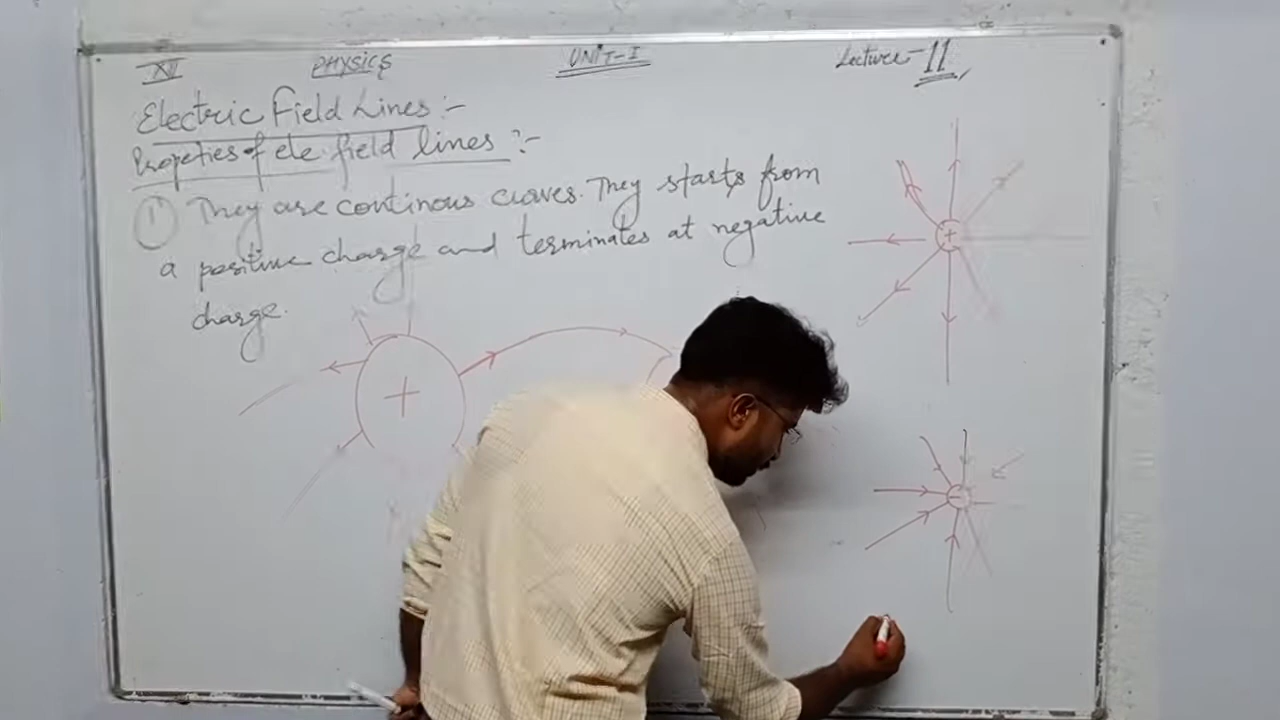 XII PHYSICS UNIT-I Lecture-11
Electric Field Lines :-
Propeties of ele. field lines :-
① They are continous curves. They starts from
a positive charge and terminates at negative
charge.
+
+
-